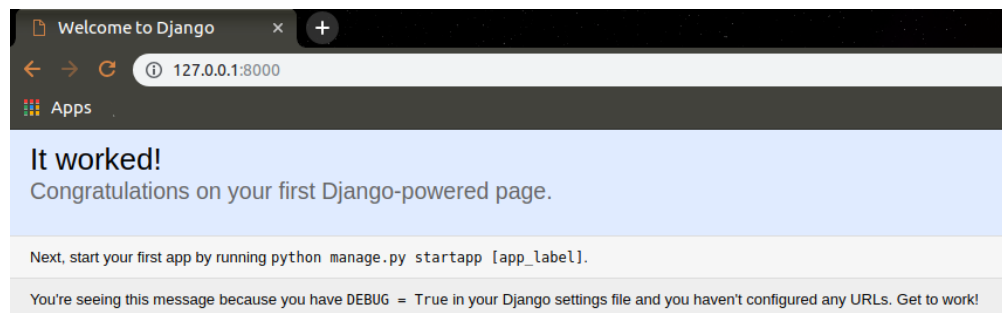 Welcome to Django
127.0.0.1:8000
Apps
It worked!
Congratulations on your first Django-powered page.
Next, start your first app by running python manage.py startapp [app_label].
You're seeing this message because you have DEBUG = True in your Django settings file and you haven't configured any URLs. Get to work!